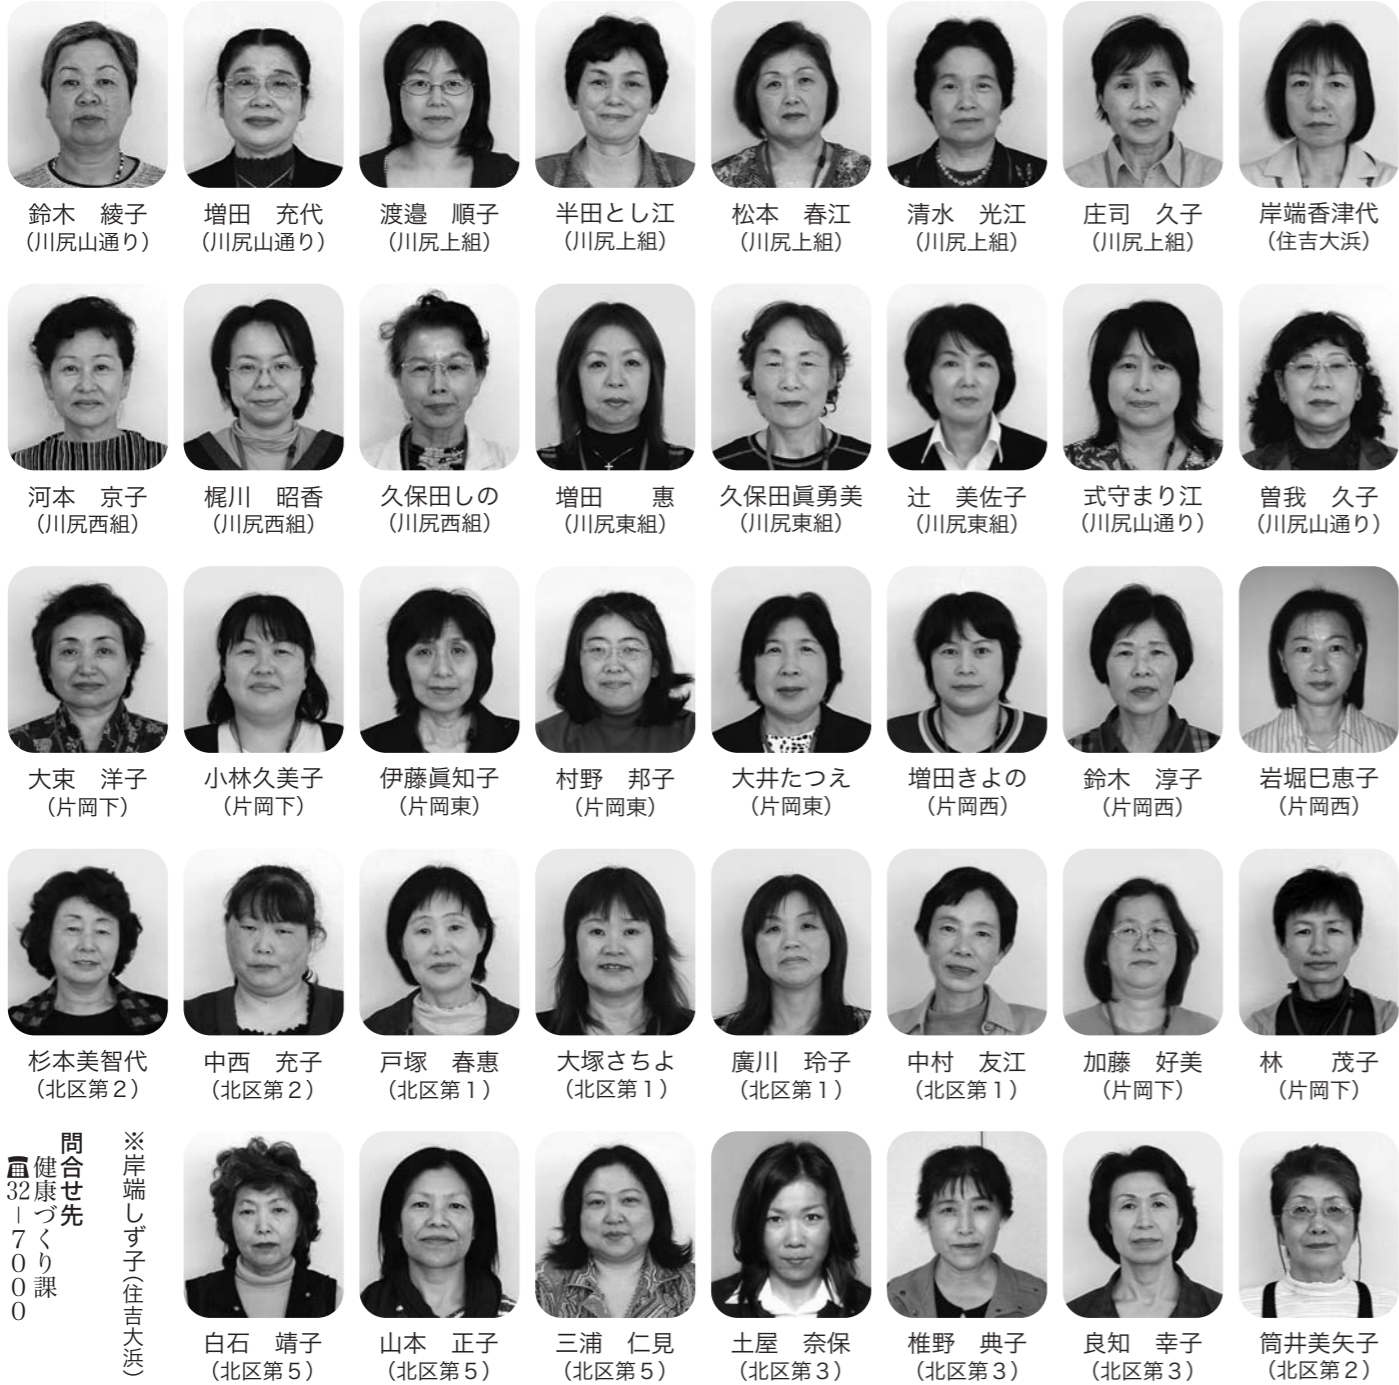 鈴木　綾子
（川尻山通り）
増田　充代
（川尻山通り）
渡邉　順子
（川尻上組）
半田とし江
（川尻上組）
松本　春江
（川尻上組）
清水　光江
（川尻上組）
庄司　久子
（川尻上組）
岸端香津代
（住吉大浜）
河本　京子
（川尻西組）
梶川　昭香
（川尻西組）
久保田しの
（川尻西組）
増田　　惠
（川尻東組）
久保田眞勇美
（川尻東組）
辻　美佐子
（川尻東組）
式守まり江
（川尻山通り）
曽我　久子
（川尻山通り）
大束　洋子
（片岡下）
小林久美子
（片岡下）
伊藤眞知子
（片岡東）
村野　邦子
（片岡東）
大井たつえ
（片岡東）
増田きよの
（片岡西）
鈴木　淳子
（片岡西）
岩堀巳恵子
（片岡西）
杉本美智代
（北区第２）
中西　充子
（北区第２）
戸塚　春惠
（北区第１）
大塚さちよ
（北区第１）
廣川　玲子
（北区第１）
中村　友江
（北区第１）
加藤　好美
（片岡下）
林　　茂子
（片岡下）
白石　靖子
（北区第５）
山本　正子
（北区第５）
三浦　仁見
（北区第５）
土屋　奈保
（北区第３）
椎野　典子
（北区第３）
良知　幸子
（北区第３）
筒井美矢子
（北区第２）
※岸端しず子（住吉大浜）
問合せ先
健康づくり課
☎32－7000